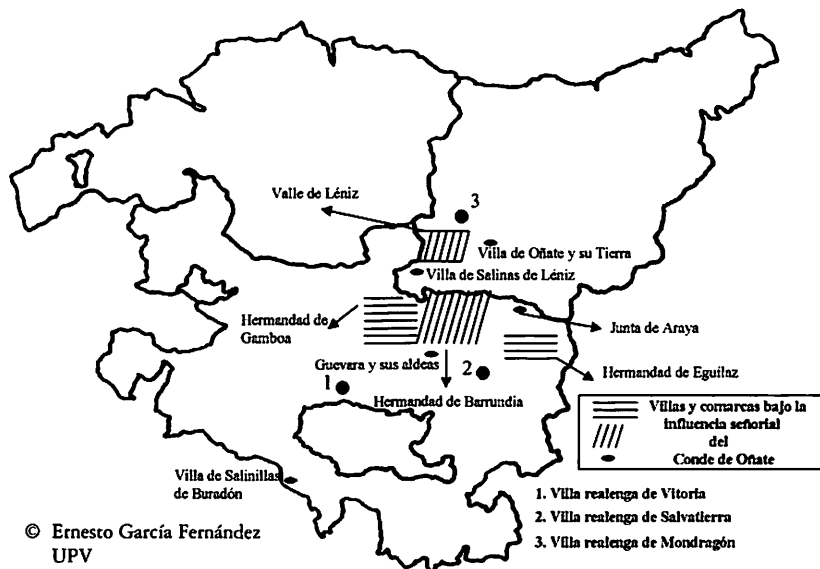 Valle de Léniz
3
Villa de Oñate y su Tierra
Villa de Salinas de Léniz
Hermandad de
Gamboa
Junta de Araya
Guevara y sus aldeas
2
1
Hermandad de Eguílaz
Hermandad de Barrundia
Villas y comarcas bajo la
influencia señorial
del
Conde de Oñate
Villa de Salinillas
de Buradón
1. Villa realenga de Vitoria
2. Villa realenga de Salvatierra
3. Villa realenga de Mondragón
© Ernesto García Fernández
UPV